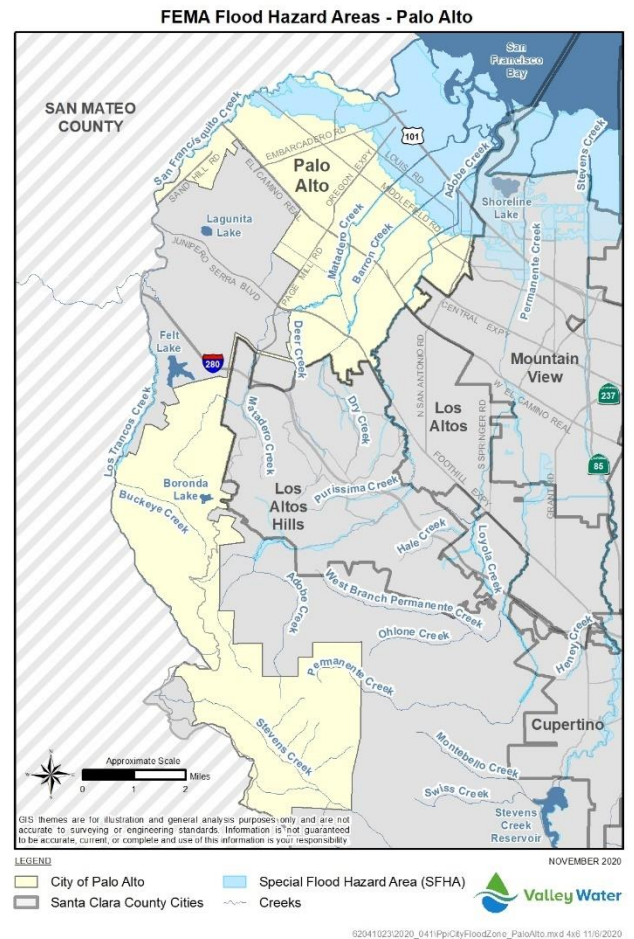 FEMA Flood Hazard Areas - Palo Alto
San
Francisco
Bay
SAN MATEO
COUNTY
San Francisquito Creek
101
EMBARCADERO RD
SAND HILL RD
EL CAMINO REAL
Palo
Alto
OREGON EXPY
LOUIS RD
MIDDLEFIELD RD
Adobe Creek
Stevens Creek
Shoreline
Lake
Lagunita
Lake
Matadero Creek
Barron Creek
Permanente Creek
JUNIPERO SERRA BLVD
PAGE MILL RD
CENTRAL EXPY
Deer Creek
Felt
Lake
280
Mountain
View
N SAN ANTONIO RD
W EL CAMINO REAL
237
Los Trancos Creek
Matadero Creek
Dry Creek
Los
Altos
S SPRINGER RD
FOOTHILL EXPY
85
GRANT RD
Boronda
Lake
Buckeye Creek
Los
Altos
Hills
Purissima Creek
Hale Creek
Loyola Creek
Adobe Creek
West Branch Permanente Creek
Ohlone Creek
Heney Creek
Permanente Creek
Stevens Creek
Cupertino
Montebello Creek
Swiss Creek
Stevens
Creek
Reservoir
N
W
E
S
Approximate Scale
Miles
0 1 2
GIS themes are for illustration and general analysis purposes only and are not
accurate to surveying or engineering standards. Information is not guaranteed
to be accurate, current, or complete and use of this information is your responsibility
LEGEND
NOVEMBER 2020
City of Palo Alto
Special Flood Hazard Area (SFHA)
Santa Clara County Cities
Creeks
Valley Water
62041023\2020_041\PpiCityFloodZone_PaloAlto.mxd 4x6 11/6/2020